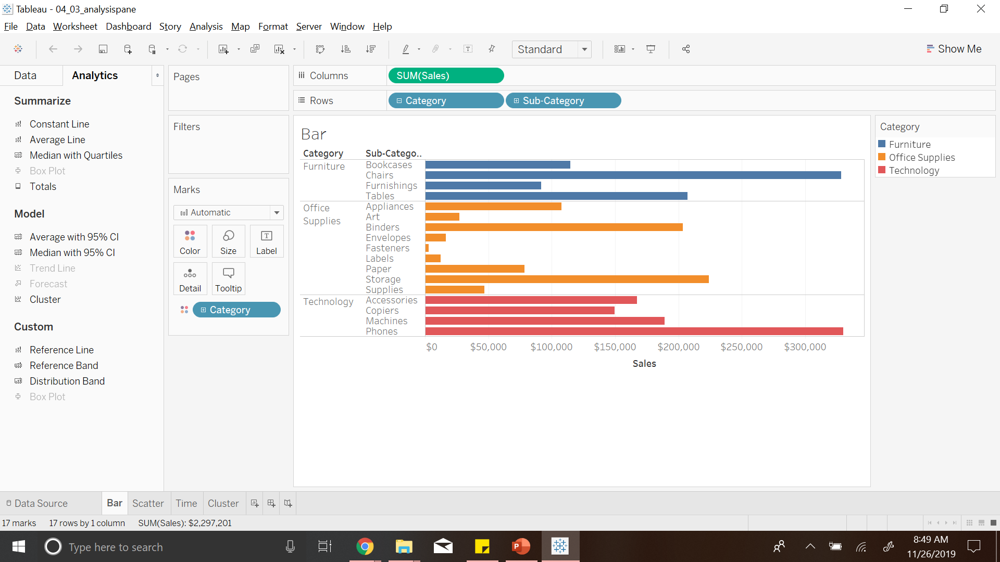 Tableau - 04_03_analysispane
File Data Worksheet Dashboard Story Analysis Map Format Server Window Help
Standard
Show Me
Data Analytics
Summarize
Constant Line
Average Line
Median with Quartiles
Box Plot
Totals
Model
Average with 95% CI
Median with 95% CI
Trend Line
Forecast
Cluster
Custom
Reference Line
Reference Band
Distribution Band
Box Plot
Pages
Filters
Marks
Automatic
Color Size Label
Detail Tooltip
Category
Columns SUM(Sales)
Rows Category Sub-Category
Bar
Category Sub-Catego..
Furniture Bookcases
Chairs
Furnishings
Tables
Office Supplies Appliances
Art
Binders
Envelopes
Fasteners
Labels
Paper
Storage
Supplies
Technology Accessories
Copiers
Machines
Phones
$0 $50,000 $100,000 $150,000 $200,000 $250,000 $300,000
Sales
Category
Furniture
Office Supplies
Technology
Data Source Bar Scatter Time Cluster
17 marks 17 rows by 1 column SUM(Sales): $2,297,201
Type here to search
8:49 AM
11/26/2019